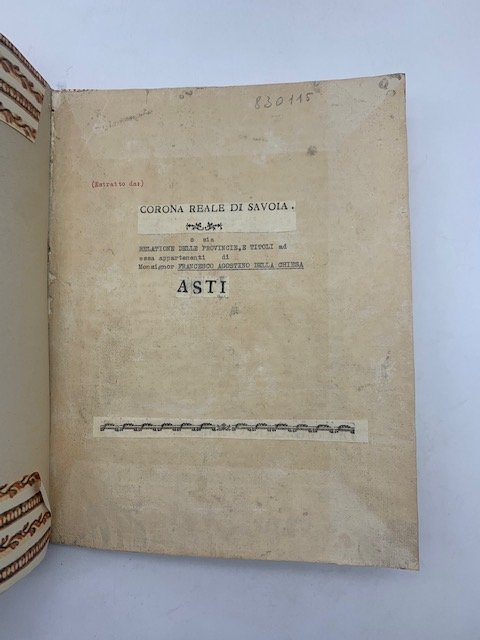 830115
(Estratto da:)
CORONA REALE DI SAVOIA.
o sia
RELATIONE DELLE PROVINCIE, E TITOLI ad
essa appartenenti di
Monsignor FRANCESCO AGOSTINO DELLA CHIESA
ASTI